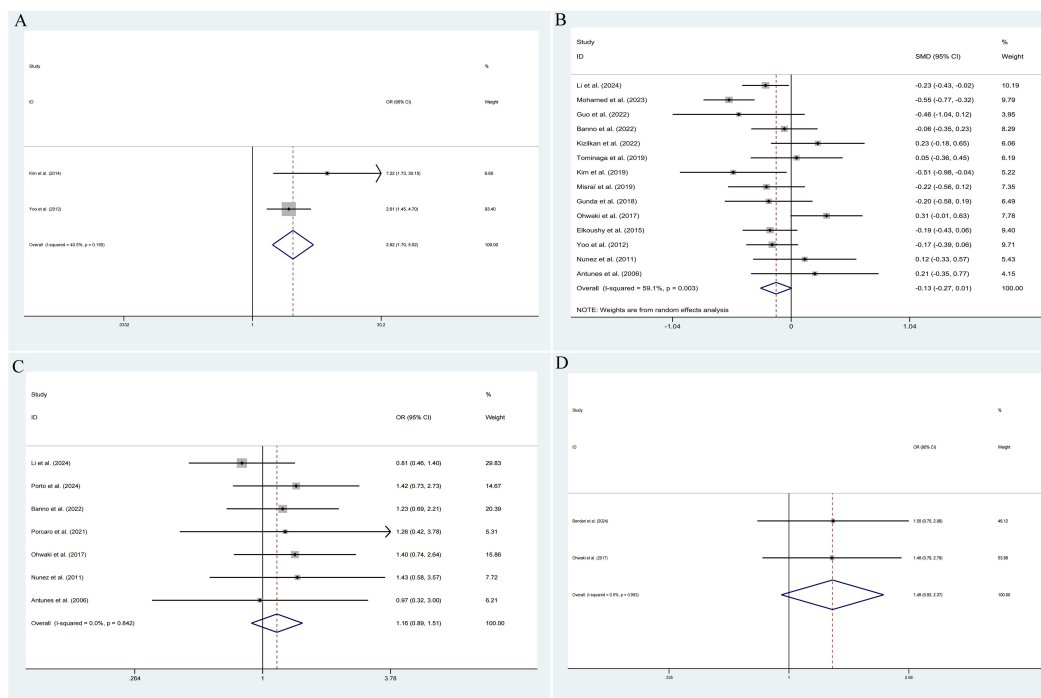 A
Study %
ID OR (95% CI) Weight
Kim et al. (2014) 7.22 (1.73, 30.15) 6.60
Yoo et al. (2012) 2.61 (1.45, 4.70) 93.40
Overall (I-squared = 40.5%, p = 0.195) 2.92 (1.70, 5.02) 100.00
.0332 1 30.2
B
Study %
ID SMD (95% CI) Weight
Li et al. (2024) -0.23 (-0.43, -0.02) 10.19
Mohamed et al. (2023) -0.55 (-0.77, -0.32) 9.79
Guo et al. (2022) -0.46 (-1.04, 0.12) 3.95
Banno et al. (2022) -0.06 (-0.35, 0.23) 8.29
Kizilkan et al. (2022) 0.23 (-0.18, 0.65) 6.06
Tominaga et al. (2019) 0.05 (-0.36, 0.45) 6.19
Kim et al. (2019) -0.51 (-0.98, -0.04) 5.22
Misraï et al. (2019) -0.22 (-0.56, 0.12) 7.35
Gunda et al. (2018) -0.20 (-0.58, 0.19) 6.49
Ohwaki et al. (2017) 0.31 (-0.01, 0.63) 7.78
Elkoushy et al. (2015) -0.19 (-0.43, 0.06) 9.40
Yoo et al. (2012) -0.17 (-0.39, 0.06) 9.71
Nunez et al. (2011) 0.12 (-0.33, 0.57) 5.43
Antunes et al. (2006) 0.21 (-0.35, 0.77) 4.15
Overall (I-squared = 59.1%, p = 0.003) -0.13 (-0.27, 0.01) 100.00
NOTE: Weights are from random effects analysis
-1.04 0 1.04
C
Study %
ID OR (95% CI) Weight
Li et al. (2024) 0.81 (0.46, 1.40) 29.83
Porto et al. (2024) 1.42 (0.73, 2.73) 14.67
Banno et al. (2022) 1.23 (0.69, 2.21) 20.39
Porcaro et al. (2021) 1.26 (0.42, 3.78) 5.31
Ohwaki et al. (2017) 1.40 (0.74, 2.64) 15.86
Nunez et al. (2011) 1.43 (0.58, 3.57) 7.72
Antunes et al. (2006) 0.97 (0.32, 3.00) 6.21
Overall (I-squared = 0.0%, p = 0.842) 1.16 (0.89, 1.51) 100.00
.264 1 3.78
D
Study %
ID OR (95% CI) Weight
et al. (2024) 1.50 (0.75, 2.98) 46.12
Ohwaki et al. (2017) 53.88
Overall (I-squared = 0.0%, p = 0.983) 100.00
1